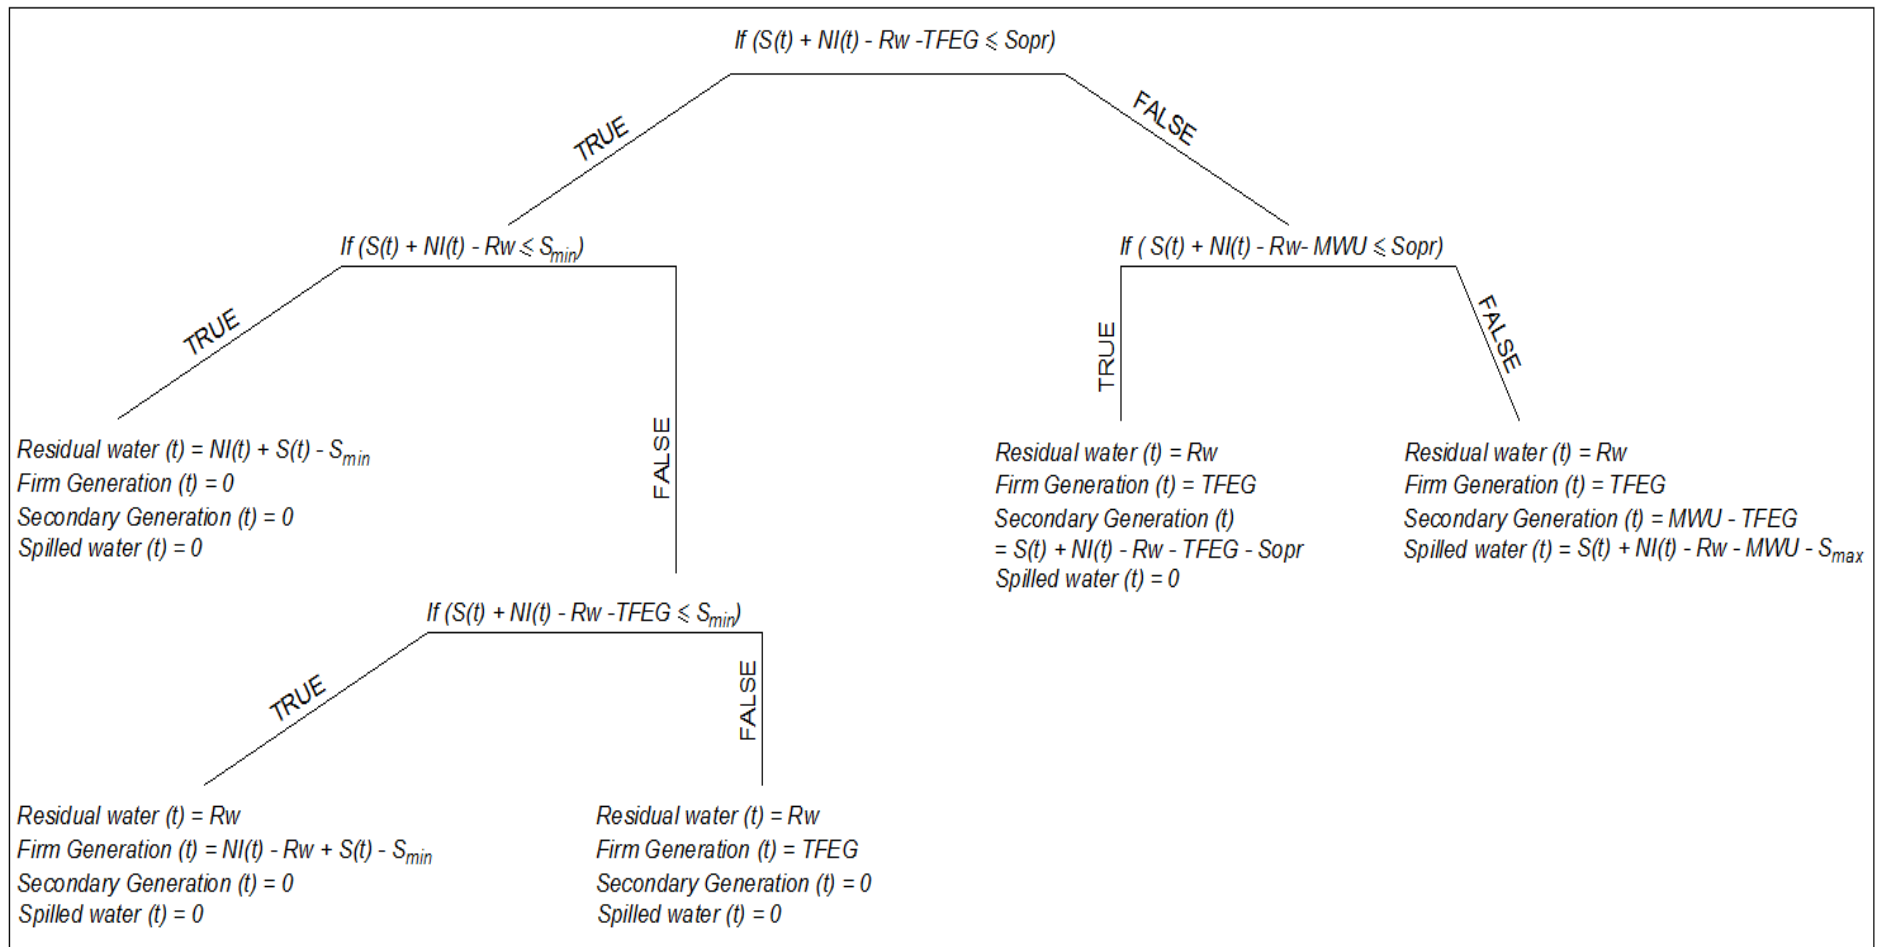 If (S(t) + NI(t) - Rw -TFEG ⩽ Sopr)
TRUE
FALSE
If (S(t) + NI(t) - Rw ⩽ Smin)
If ( S(t) + NI(t) - Rw- MWU ⩽ Sopr)
TRUE
FALSE
TRUE
FALSE
Residual water (t) = NI(t) + S(t) - Smin
Firm Generation (t) = 0
Secondary Generation (t) = 0
Spilled water (t) = 0
Residual water (t) = Rw
Firm Generation (t) = TFEG
Secondary Generation (t)
= S(t) + NI(t) - Rw - TFEG - Sopr
Spilled water (t) = 0
Residual water (t) = Rw
Firm Generation (t) = TFEG
Secondary Generation (t) = MWU - TFEG
Spilled water (t) = S(t) + NI(t) - Rw - MWU - Smax
If (S(t) + NI(t) - Rw -TFEG ⩽ Smin)
TRUE
FALSE
Residual water (t) = Rw
Firm Generation (t) = NI(t) - Rw + S(t) - Smin
Secondary Generation (t) = 0
Spilled water (t) = 0
Residual water (t) = Rw
Firm Generation (t) = TFEG
Secondary Generation (t) = 0
Spilled water (t) = 0